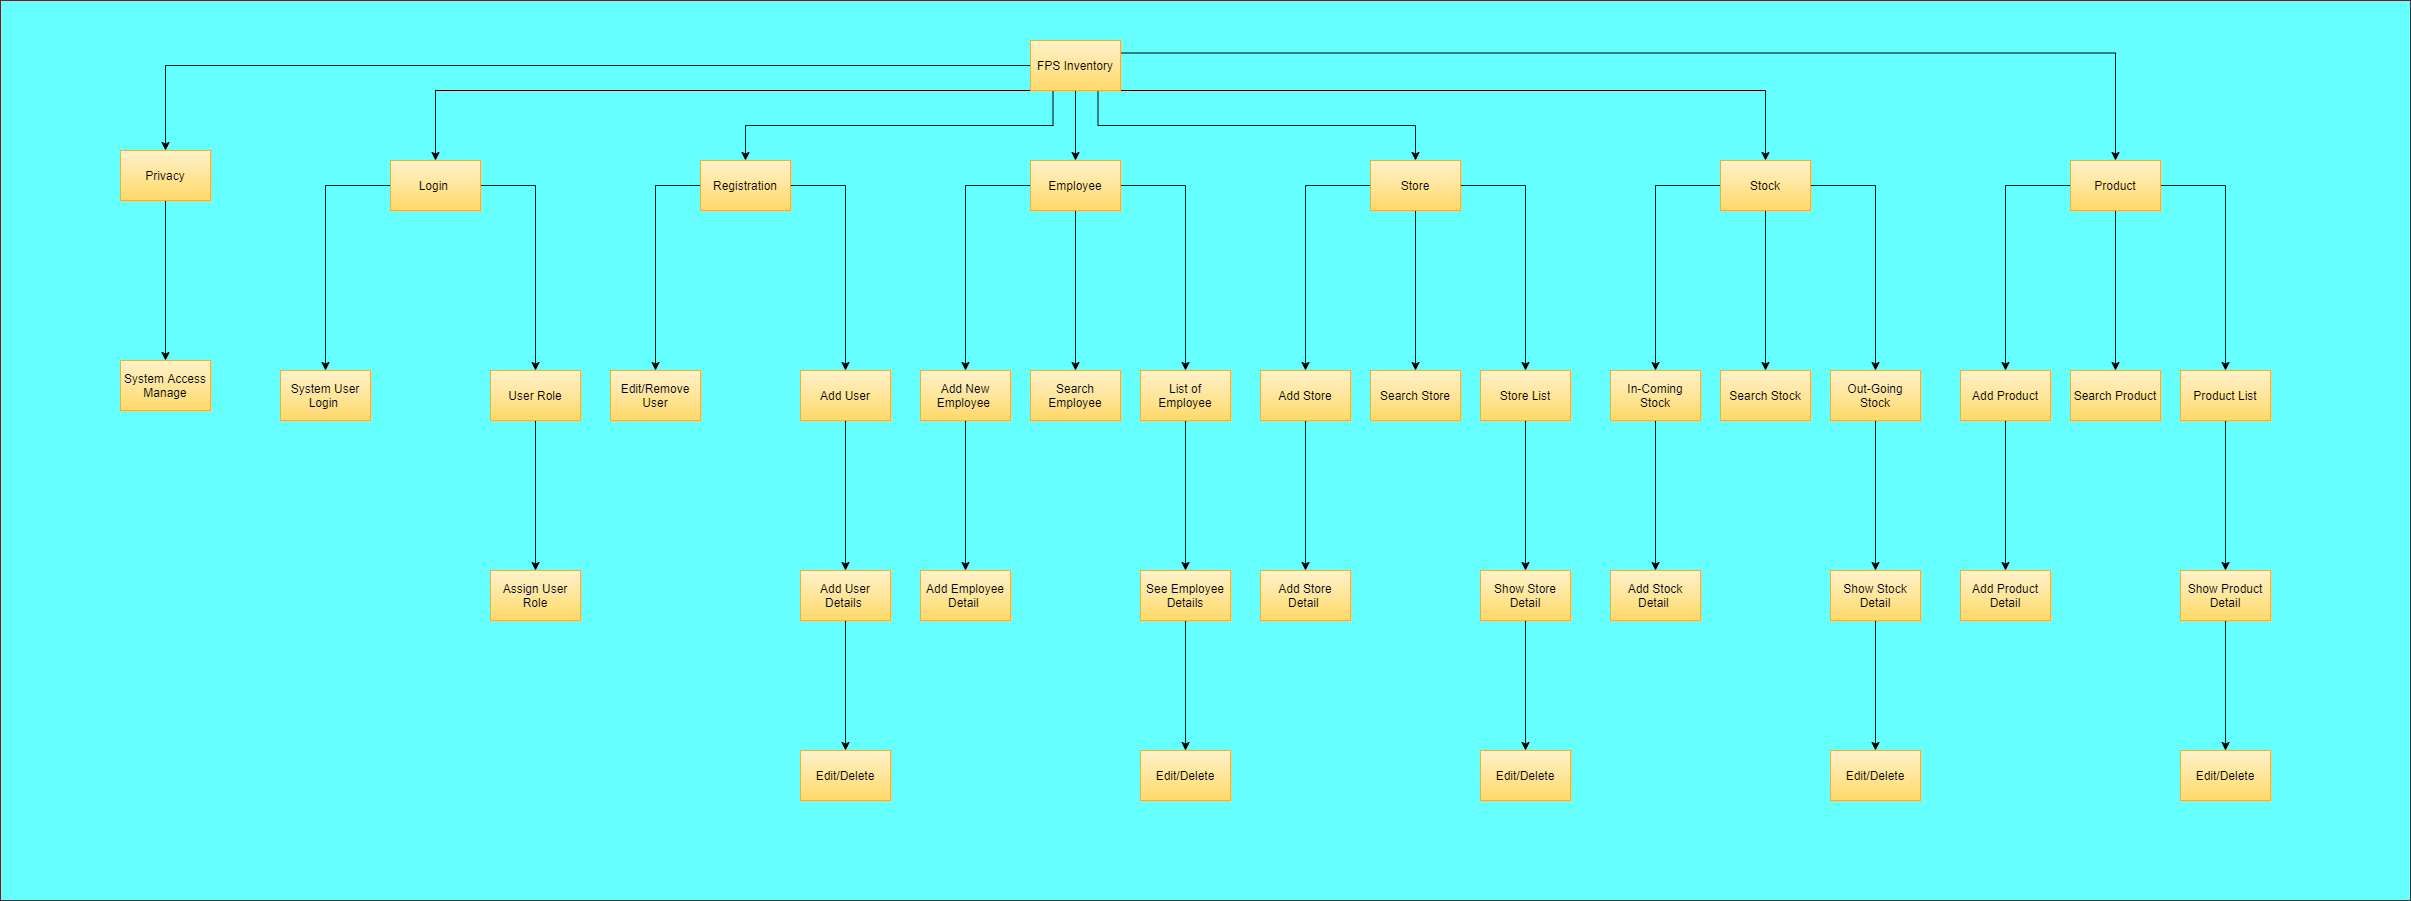 FPS Inventory
Privacy
Login
Registration
Employee
Store
Stock
Product
System Access
Manage
System User
Login
User Role
Edit/Remove
User
Add User
Add New
Employee
Search
Employee
List of
Employee
Add Store
Search Store
Store List
In-Coming
Stock
Search Stock
Out-Going
Stock
Add Product
Search Product
Product List
Assign User
Role
Add User
Details
Add Employee
Detail
See Employee
Details
Add Store
Detail
Show Store
Detail
Add Stock
Detail
Show Stock
Detail
Add Product
Detail
Show Product
Detail
Edit/Delete
Edit/Delete
Edit/Delete
Edit/Delete
Edit/Delete